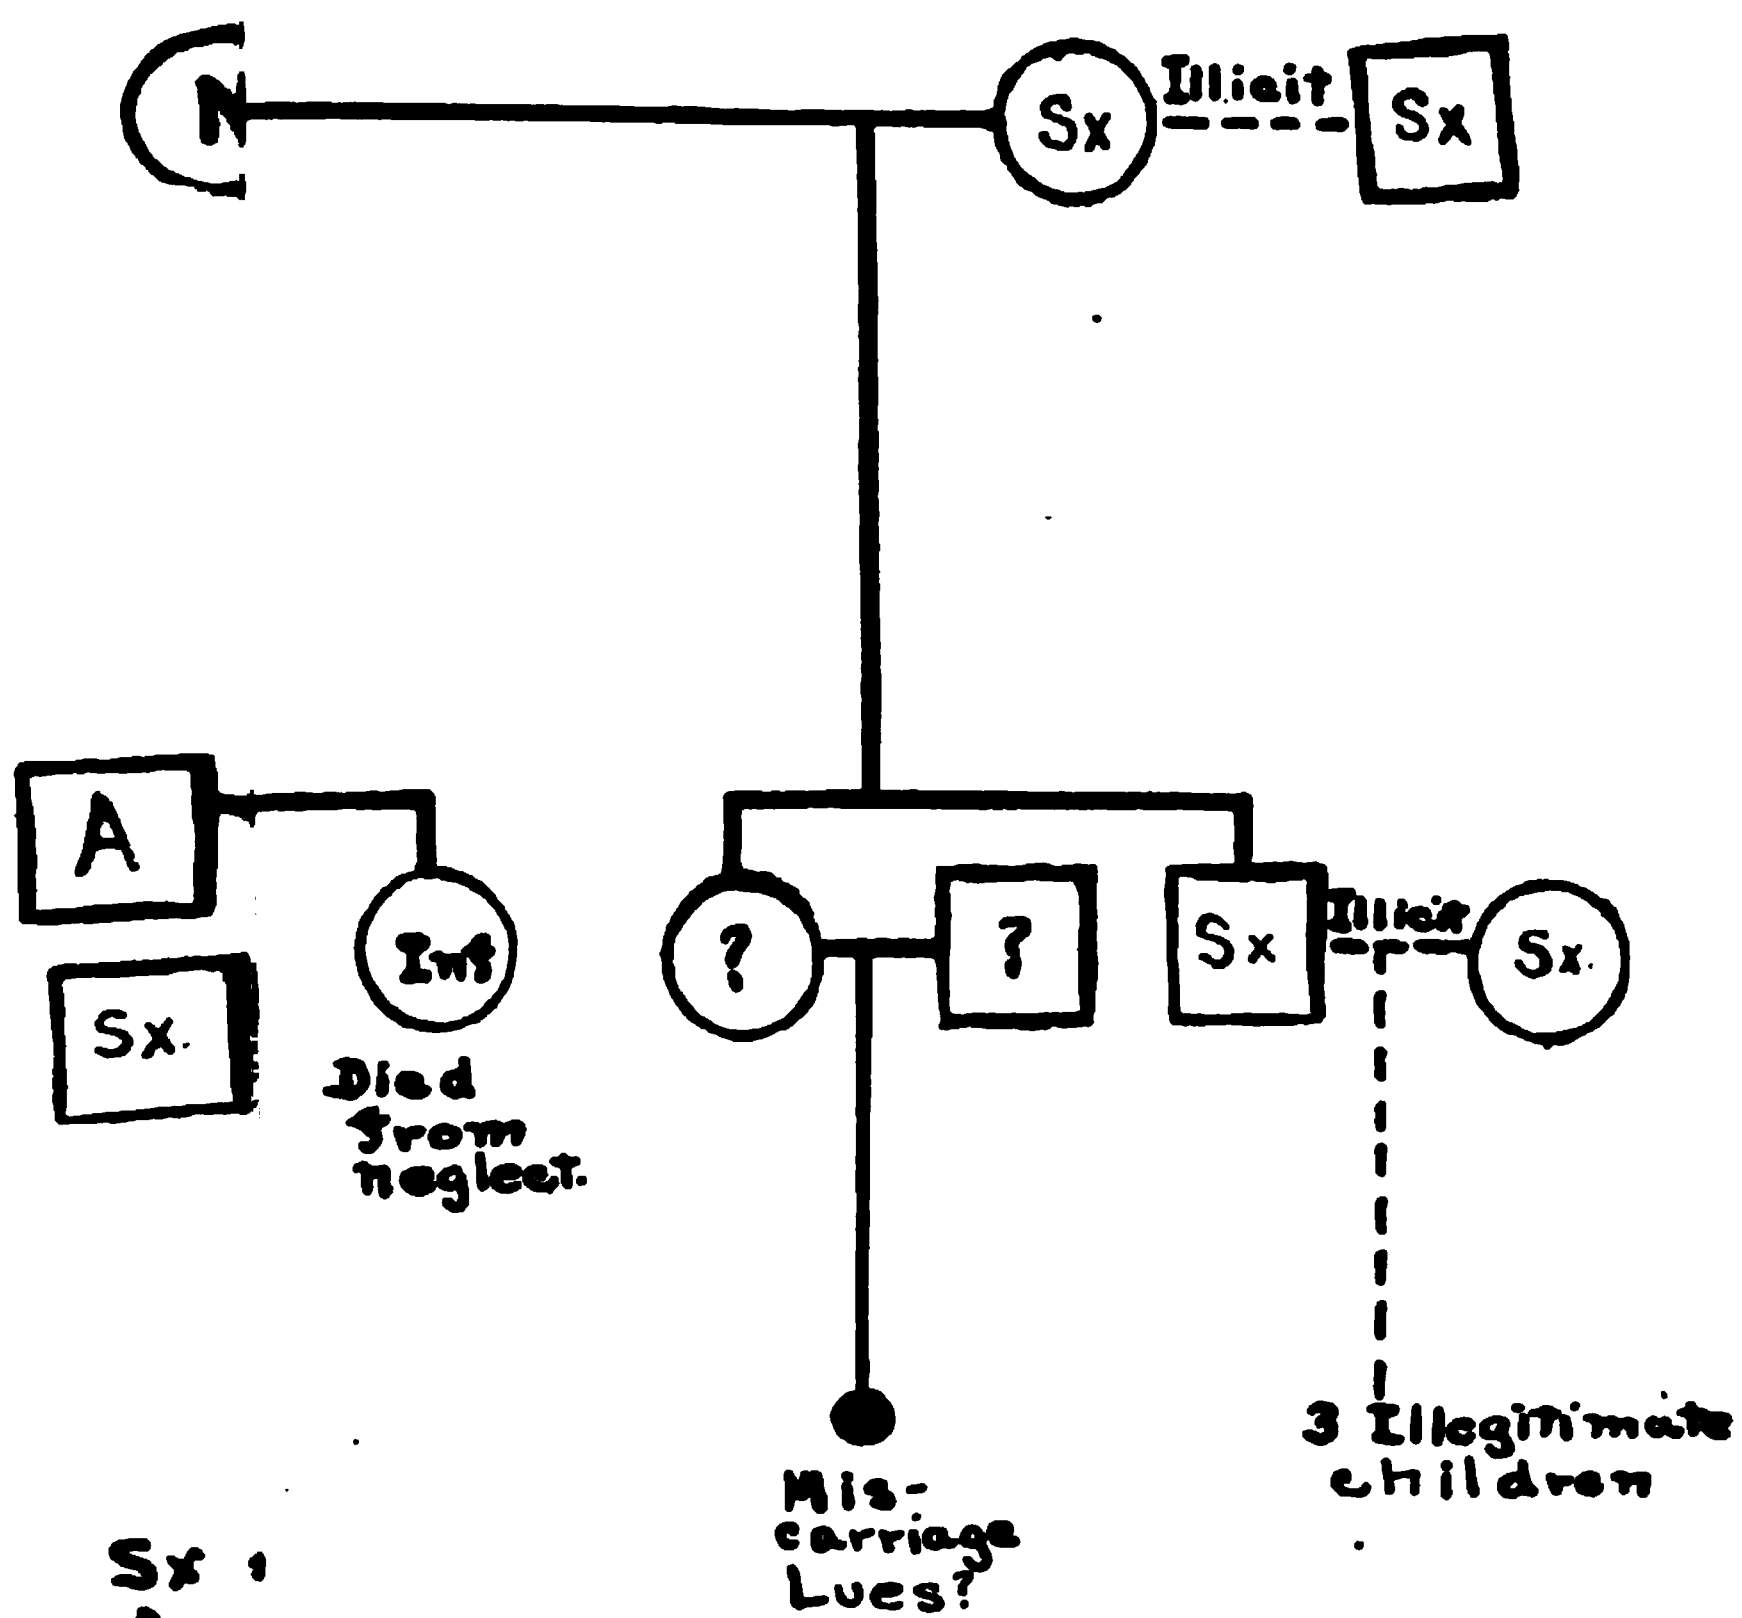 N
Sx
Illicit
Sx
A
Inf
?
?
Sx
Illicit
Sx.
Sx.
Died
from
neglect.
3 Illegitimate
children
Mis-
carriage
Lues?
Sx